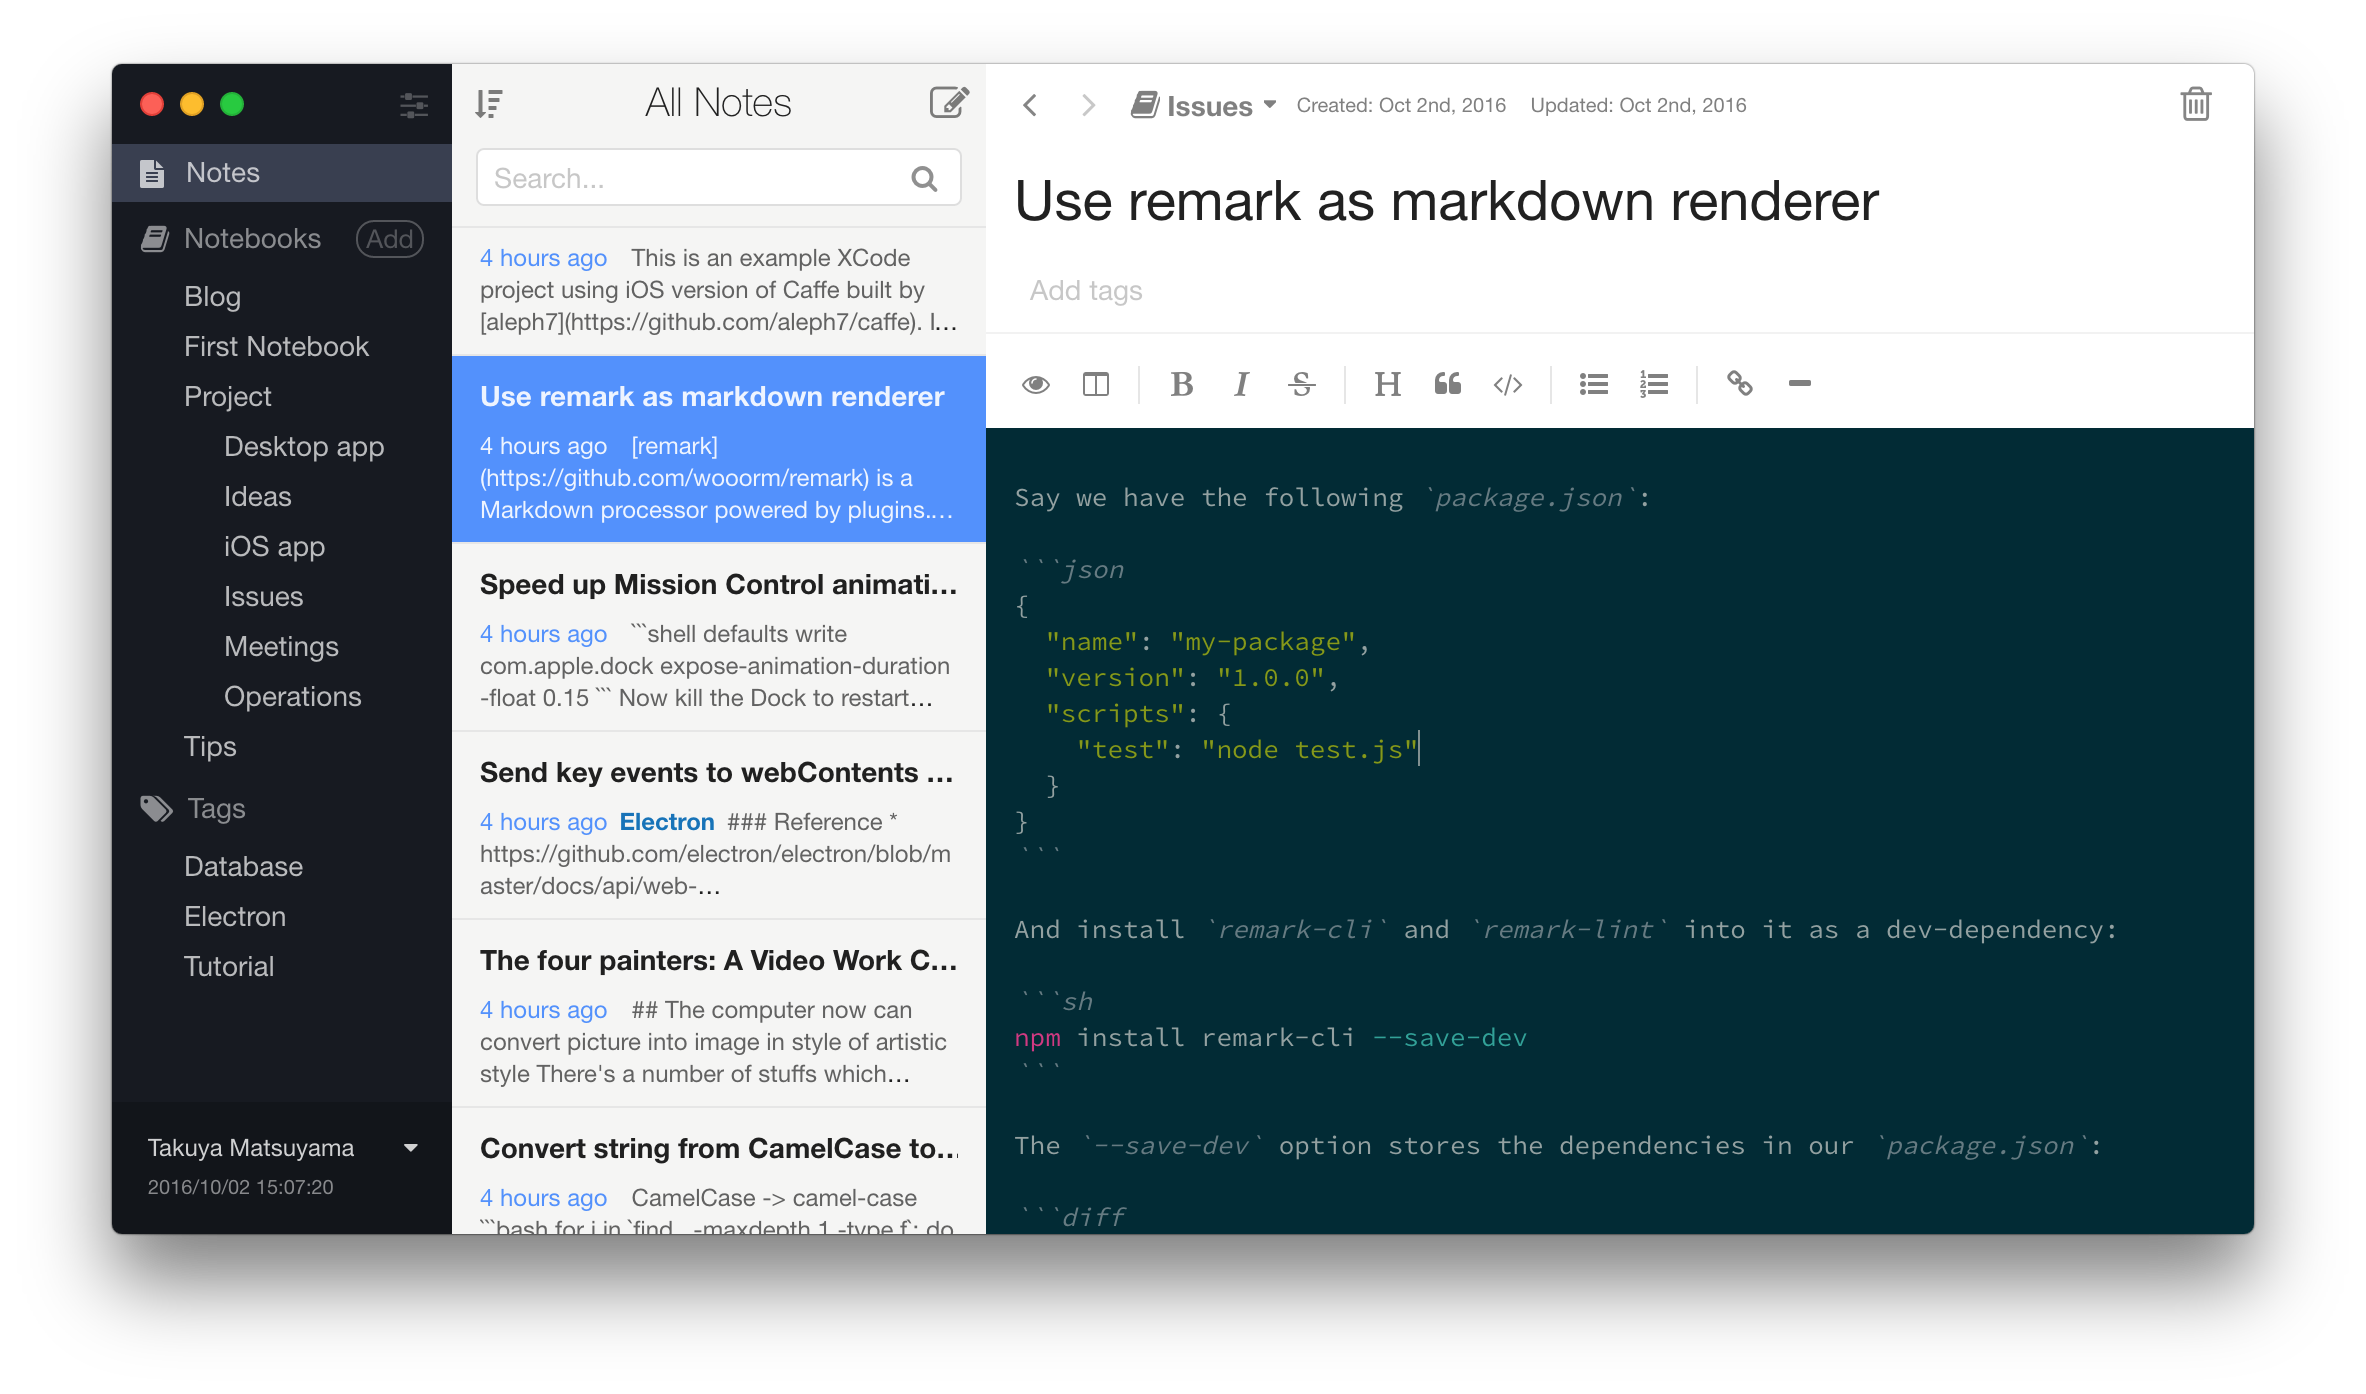 Notes
Notebooks Add
Blog
First Notebook
Project
Desktop app
Ideas
iOS app
Issues
Meetings
Operations
Tips
Tags
Database
Electron
Tutorial
Takuya Matsuyama
2016/10/02 15:07:20
All Notes
Search...
4 hours ago This is an example XCode
project using iOS version of Caffe built by
[aleph7](https://github.com/aleph7/caffe). I...
Use remark as markdown renderer
4 hours ago [remark]
(https://github.com/wooorm/remark) is a
Markdown processor powered by plugins....
Speed up Mission Control animati...
4 hours ago ```shell defaults write
com.apple.dock expose-animation-duration
-float 0.15 ``` Now kill the Dock to restart...
Send key events to webContents ...
4 hours ago Electron ### Reference *
https://github.com/electron/electron/blob/m
aster/docs/api/web-...
The four painters: A Video Work C...
4 hours ago ## The computer now can
convert picture into image in style of artistic
style There's a number of stuffs which...
Convert string from CamelCase to...
4 hours ago CamelCase -> camel-case
```bash for i in `find . -maxdepth 1 -type f`; do
Issues Created: Oct 2nd, 2016 Updated: Oct 2nd, 2016
Use remark as markdown renderer
Add tags
B I S H </> 
Say we have the following `package.json`:
```json
{
  "name": "my-package",
  "version": "1.0.0",
  "scripts": {
    "test": "node test.js"
  }
}
```
And install `remark-cli` and `remark-lint` into it as a dev-dependency:
```sh
npm install remark-cli --save-dev
```
The `--save-dev` option stores the dependencies in our `package.json`:
```diff